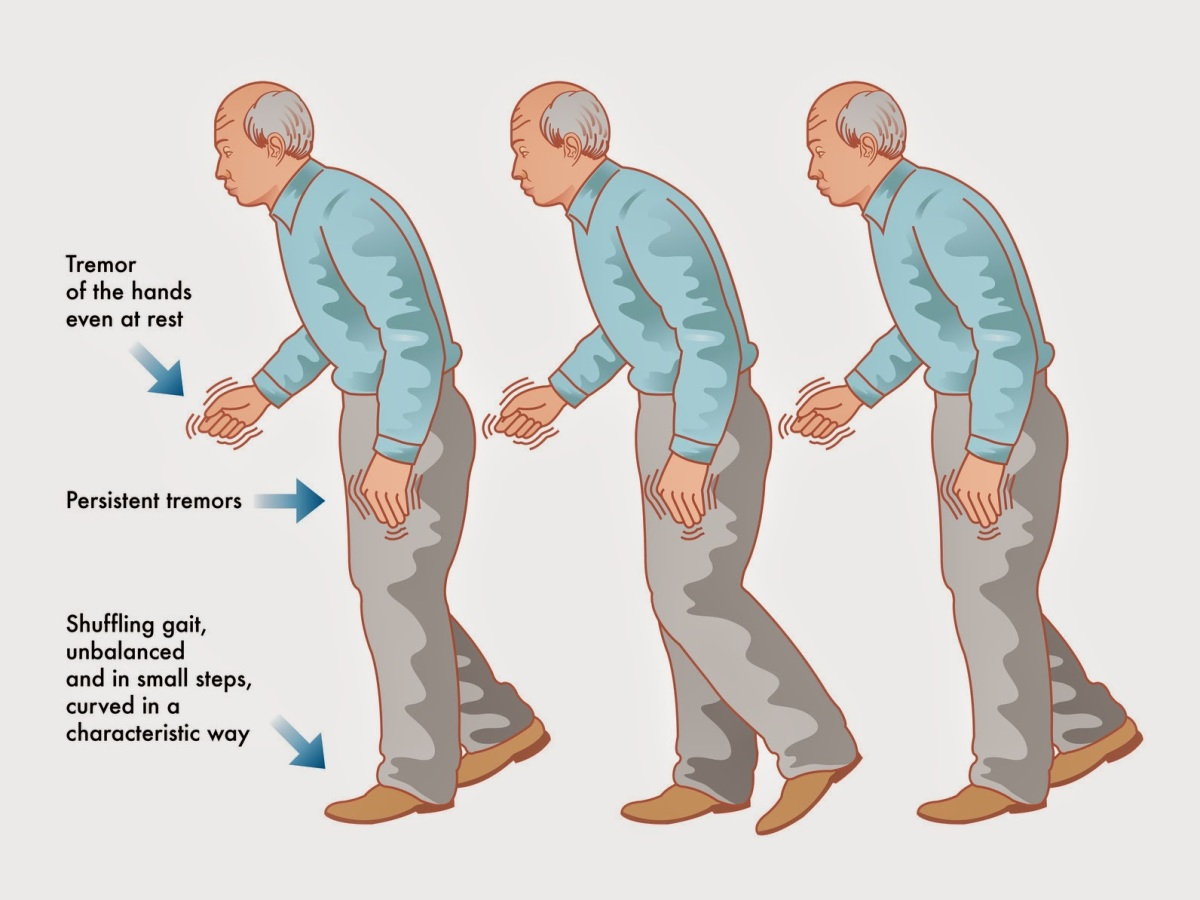 Tremor
of the hands
even at rest
Persistent tremors
Shuffling gait,
unbalanced
and in small steps,
curved in a
characteristic way